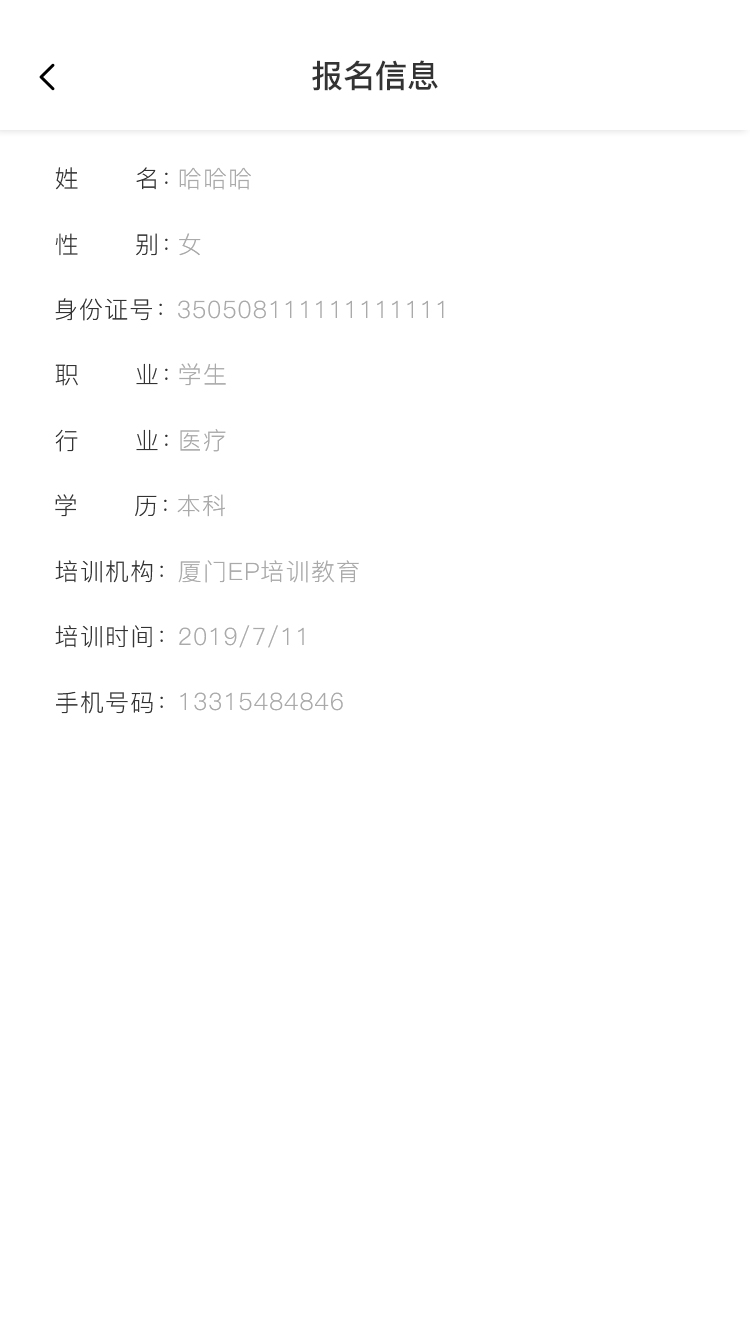 报名信息
姓 名：哈哈哈
性 别：女
身份证号：350508111111111111
职 业：学生
行 业：医疗
学 历：本科
培训机构：厦门EP培训教育
培训时间：2019/7/11
手机号码：13315484846